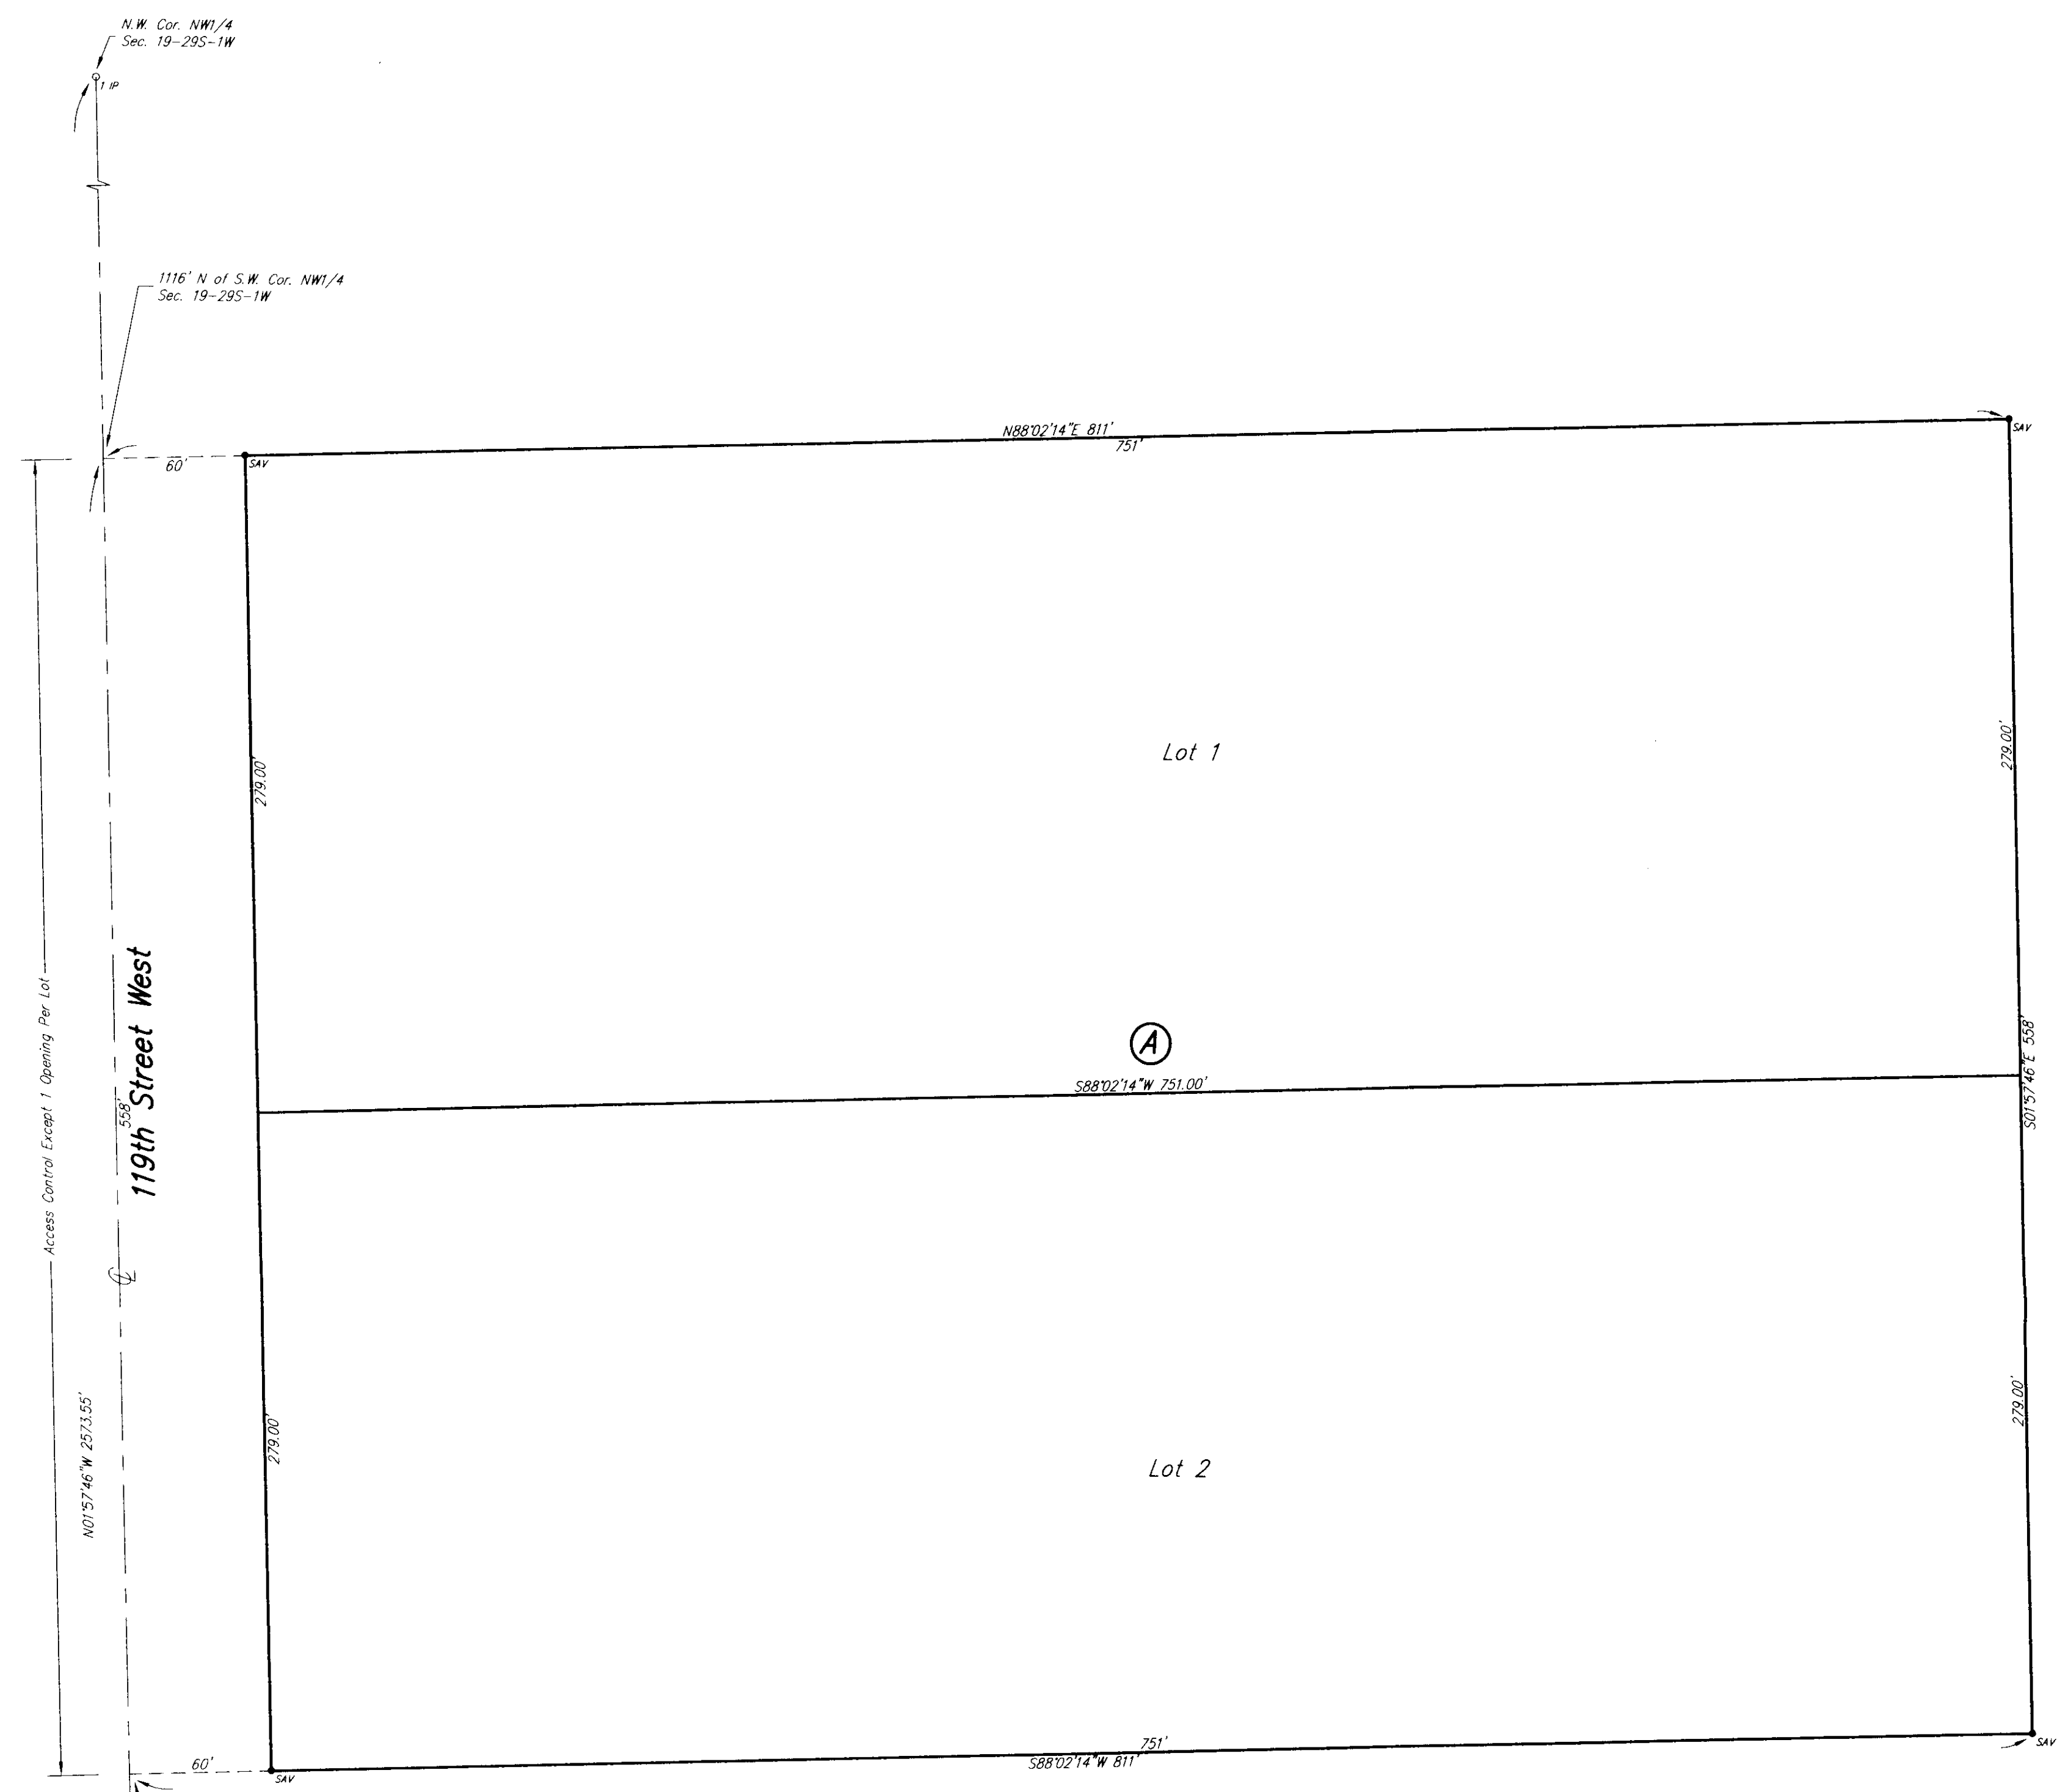 N.W. Cor. NW1/4
Sec. 19-29S-1W
1 IP
1116' N of S.W. Cor. NW1/4
Sec. 19-29S-1W
N88°02'14"E 811'
751'
60'
SAV
SAV
279.00'
279.00'
Lot 1
Access Control Except 1 Opening Per Lot
119th Street West
558'
A
S88°02'14"W 751.00'
S01°57'46"E 558'
℄
N01°57'46"W 2573.55'
279.00'
279.00'
Lot 2
60'
SAV
751'
S88°02'14"W 811'
SAV